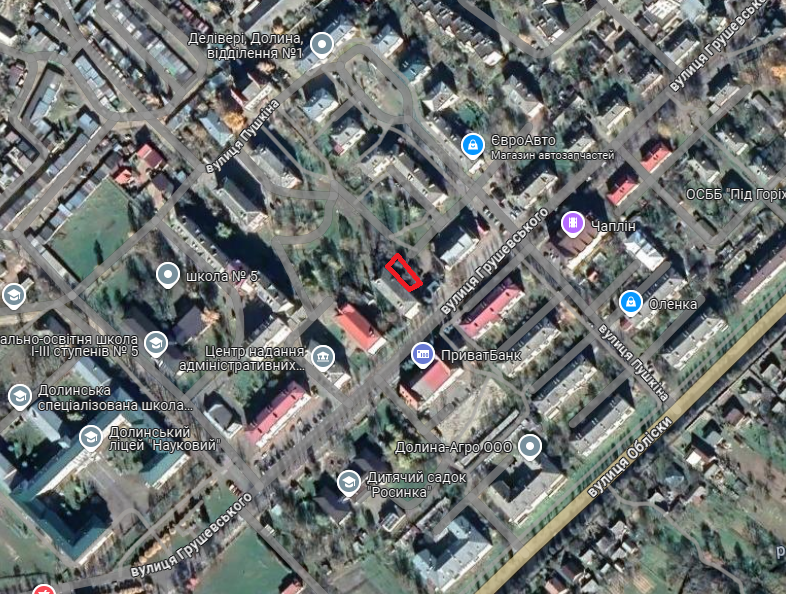 Делівері, Долина,
відділення №1
вулиця Грушевського
вулиця Пушкіна
ЄвроАвто
Магазин автозапчастей
ОСББ "Під Горіх
Чаплін
школа № 5
вулиця Грушевського
Оленка
ально-освітня школа
І-ІІІ ступенів № 5
Центр надання
адміністративних...
ПриватБанк
вулиця Пушкіна
Долинська
спеціалізована школа...
Долинський
ліцей "Науковий"
Долина-Агро ООО
вулиця Обліски
Дитячий садок
"Росинка"
вулиця Грушевського
р